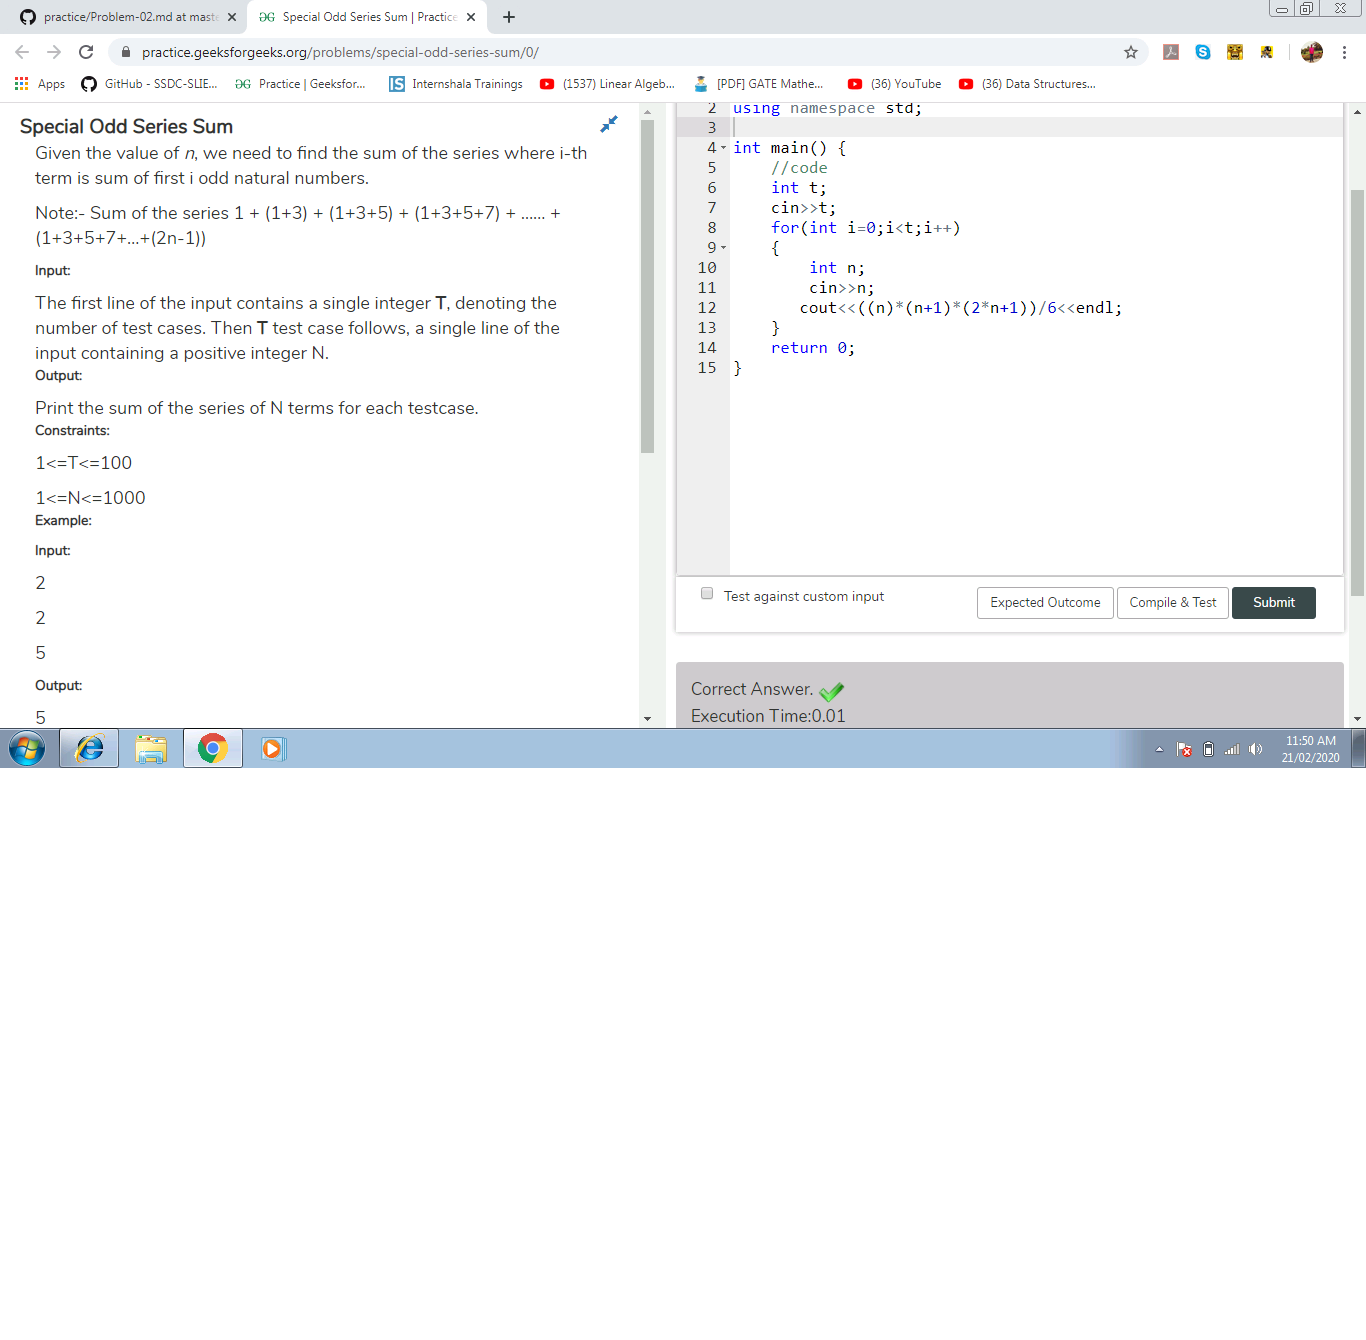 practice/Problem-02.md at mast
Special Odd Series Sum | Practice
practice.geeksforgeeks.org/problems/special-odd-series-sum/0/
Apps
GitHub - SSDC-SLIE...
Practice | Geeksfor...
Internshala Trainings
(1537) Linear Algeb...
[PDF] GATE Mathe...
(36) YouTube
(36) Data Structures...
Special Odd Series Sum
Given the value of n, we need to find the sum of the series where i-th
term is sum of first i odd natural numbers.
Note:- Sum of the series 1 + (1+3) + (1+3+5) + (1+3+5+7) + ...... +
(1+3+5+7+...+(2n-1))
Input:
The first line of the input contains a single integer T, denoting the
number of test cases. Then T test case follows, a single line of the
input containing a positive integer N.
Output:
Print the sum of the series of N terms for each testcase.
Constraints:
1<=T<=100
1<=N<=1000
Example:
Input:
2
2
5
Output:
5
2 using namespace std;
3
4 int main() {
5 //code
6 int t;
7 cin>>t;
8 for(int i=0;i<t;i++)
9 {
10 int n;
11 cin>>n;
12 cout<<((n)*(n+1)*(2*n+1))/6<<endl;
13 }
14 return 0;
15 }
Test against custom input
Expected Outcome
Compile & Test
Submit
Correct Answer.
Execution Time:0.01
11:50 AM
21/02/2020